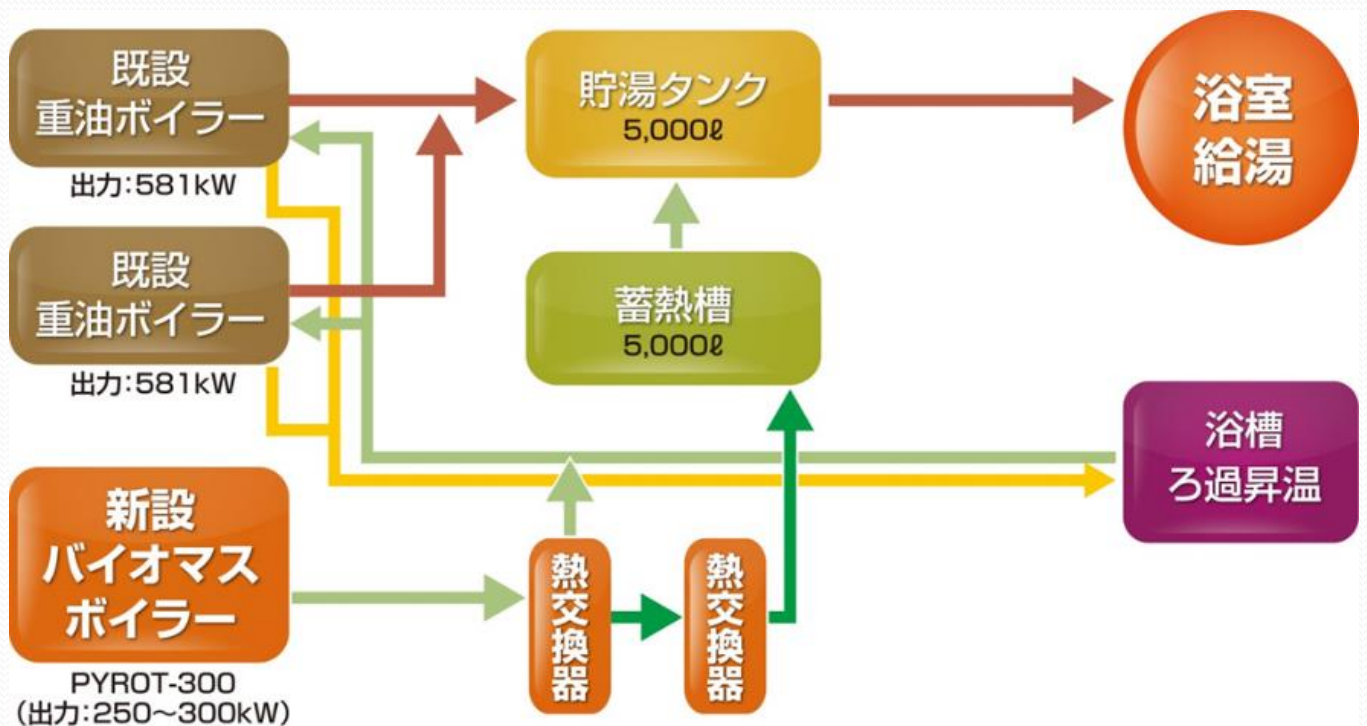 既設
重油ボイラー
出力:581kW
既設
重油ボイラー
出力:581kW
新設
バイオマス
ボイラー
PYROT-300
(出力:250〜300kW)
貯湯タンク
5,000ℓ
蓄熱槽
5,000ℓ
熱交換器
熱交換器
浴室
給湯
浴槽
ろ過昇温